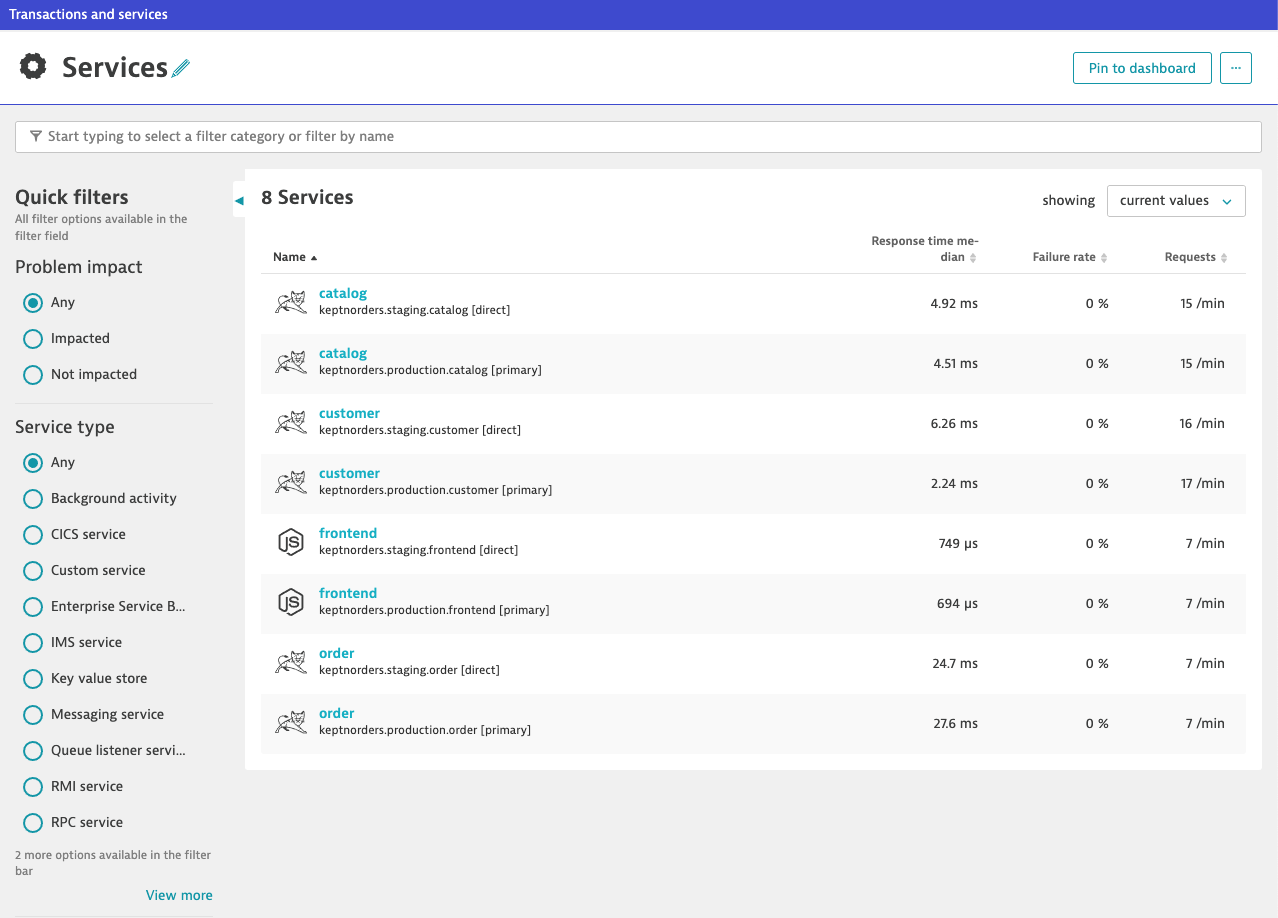 Transactions and services
Services
Pin to dashboard
...
Start typing to select a filter category or filter by name
Quick filters
All filter options available in the
filter field
Problem impact
Any
Impacted
Not impacted
Service type
Any
Background activity
CICS service
Custom service
Enterprise Service B...
IMS service
Key value store
Messaging service
Queue listener servi...
RMI service
RPC service
2 more options available in the filter
bar
View more
8 Services
showing current values
Response time me-
Name dian Failure rate Requests
catalog
keptnorders.staging.catalog [direct]
4.92 ms 0 % 15 /min
catalog
keptnorders.production.catalog [primary]
4.51 ms 0 % 15 /min
customer
keptnorders.staging.customer [direct]
6.26 ms 0 % 16 /min
customer
keptnorders.production.customer [primary]
2.24 ms 0 % 17 /min
JS
frontend
keptnorders.staging.frontend [direct]
749 µs 0 % 7 /min
JS
frontend
keptnorders.production.frontend [primary]
694 µs 0 % 7 /min
order
keptnorders.staging.order [direct]
24.7 ms 0 % 7 /min
order
keptnorders.production.order [primary]
27.6 ms 0 % 7 /min